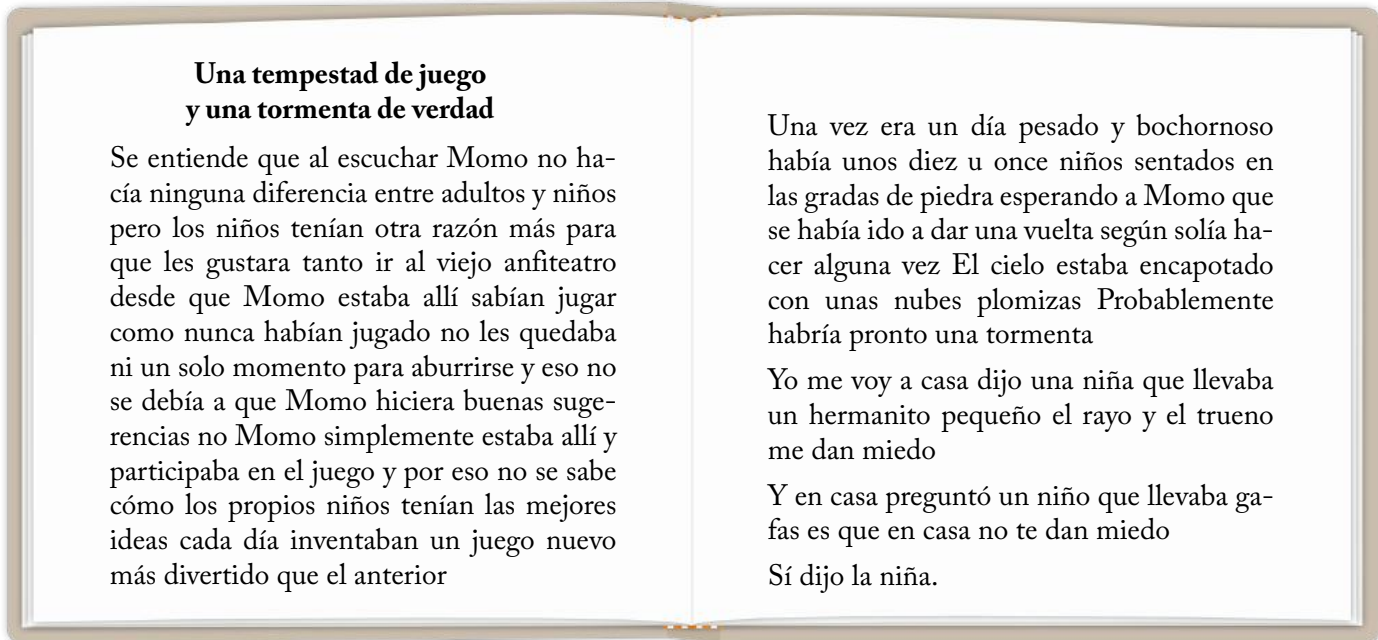 Una tempestad de juego
y una tormenta de verdad
Se entiende que al escuchar Momo no ha-
cía ninguna diferencia entre adultos y niños
pero los niños tenían otra razón más para
que les gustara tanto ir al viejo anfiteatro
desde que Momo estaba allí sabían jugar
como nunca habían jugado no les quedaba
ni un solo momento para aburrirse y eso no
se debía a que Momo hiciera buenas suge-
rencias no Momo simplemente estaba allí y
participaba en el juego y por eso no se sabe
cómo los propios niños tenían las mejores
ideas cada día inventaban un juego nuevo
más divertido que el anterior
Una vez era un día pesado y bochornoso
había unos diez u once niños sentados en
las gradas de piedra esperando a Momo que
se había ido a dar una vuelta según solía ha-
cer alguna vez El cielo estaba encapotado
con unas nubes plomizas Probablemente
habría pronto una tormenta
Yo me voy a casa dijo una niña que llevaba
un hermanito pequeño el rayo y el trueno
me dan miedo
Y en casa preguntó un niño que llevaba ga-
fas es que en casa no te dan miedo
Sí dijo la niña.